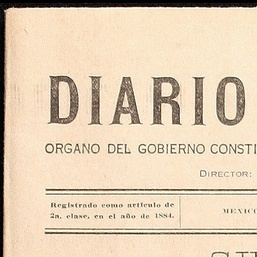 DIARIO
ORGANO DEL GOBIERNO CONSTI
DIRECTOR:
Registrado como artículo de
2a. clase, en el año de 1884.
MEXICO